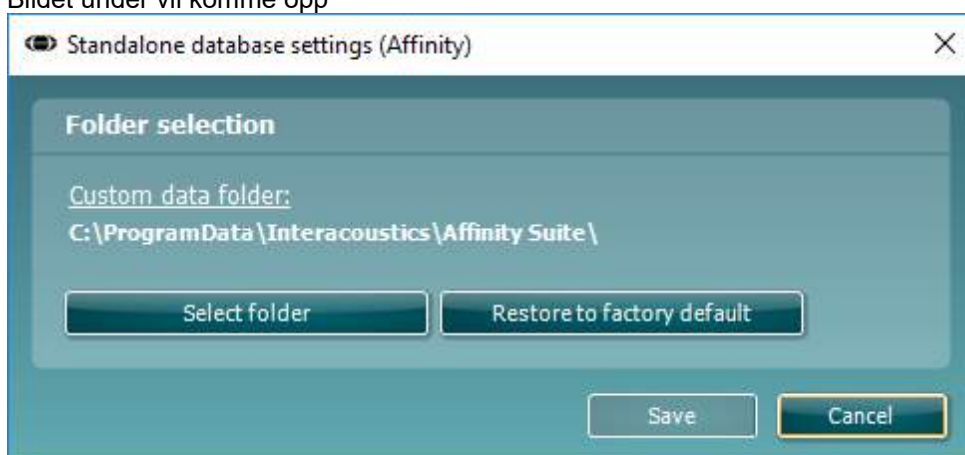 Bildet under vil komme opp
Standalone database settings (Affinity)
Folder selection
Custom data folder:
C:\ProgramData\Interacoustics\Affinity Suite\
Select folder
Restore to factory default
Save
Cancel